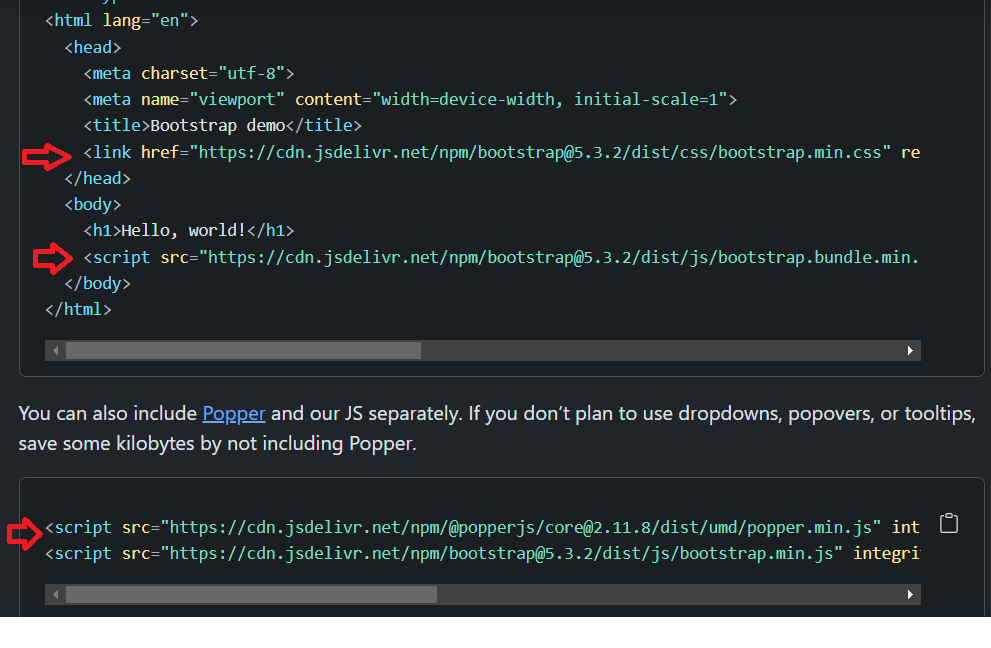 <html lang="en">
<head>
<meta charset="utf-8">
<meta name="viewport" content="width=device-width, initial-scale=1">
<title>Bootstrap demo</title>
<link href="https://cdn.jsdelivr.net/npm/bootstrap@5.3.2/dist/css/bootstrap.min.css" re
</head>
<body>
<h1>Hello, world!</h1>
<script src="https://cdn.jsdelivr.net/npm/bootstrap@5.3.2/dist/js/bootstrap.bundle.min.
</body>
</html>
You can also include Popper and our JS separately. If you don’t plan to use dropdowns, popovers, or tooltips,
save some kilobytes by not including Popper.
<script src="https://cdn.jsdelivr.net/npm/@popperjs/core@2.11.8/dist/umd/popper.min.js" int
<script src="https://cdn.jsdelivr.net/npm/bootstrap@5.3.2/dist/js/bootstrap.min.js" integri